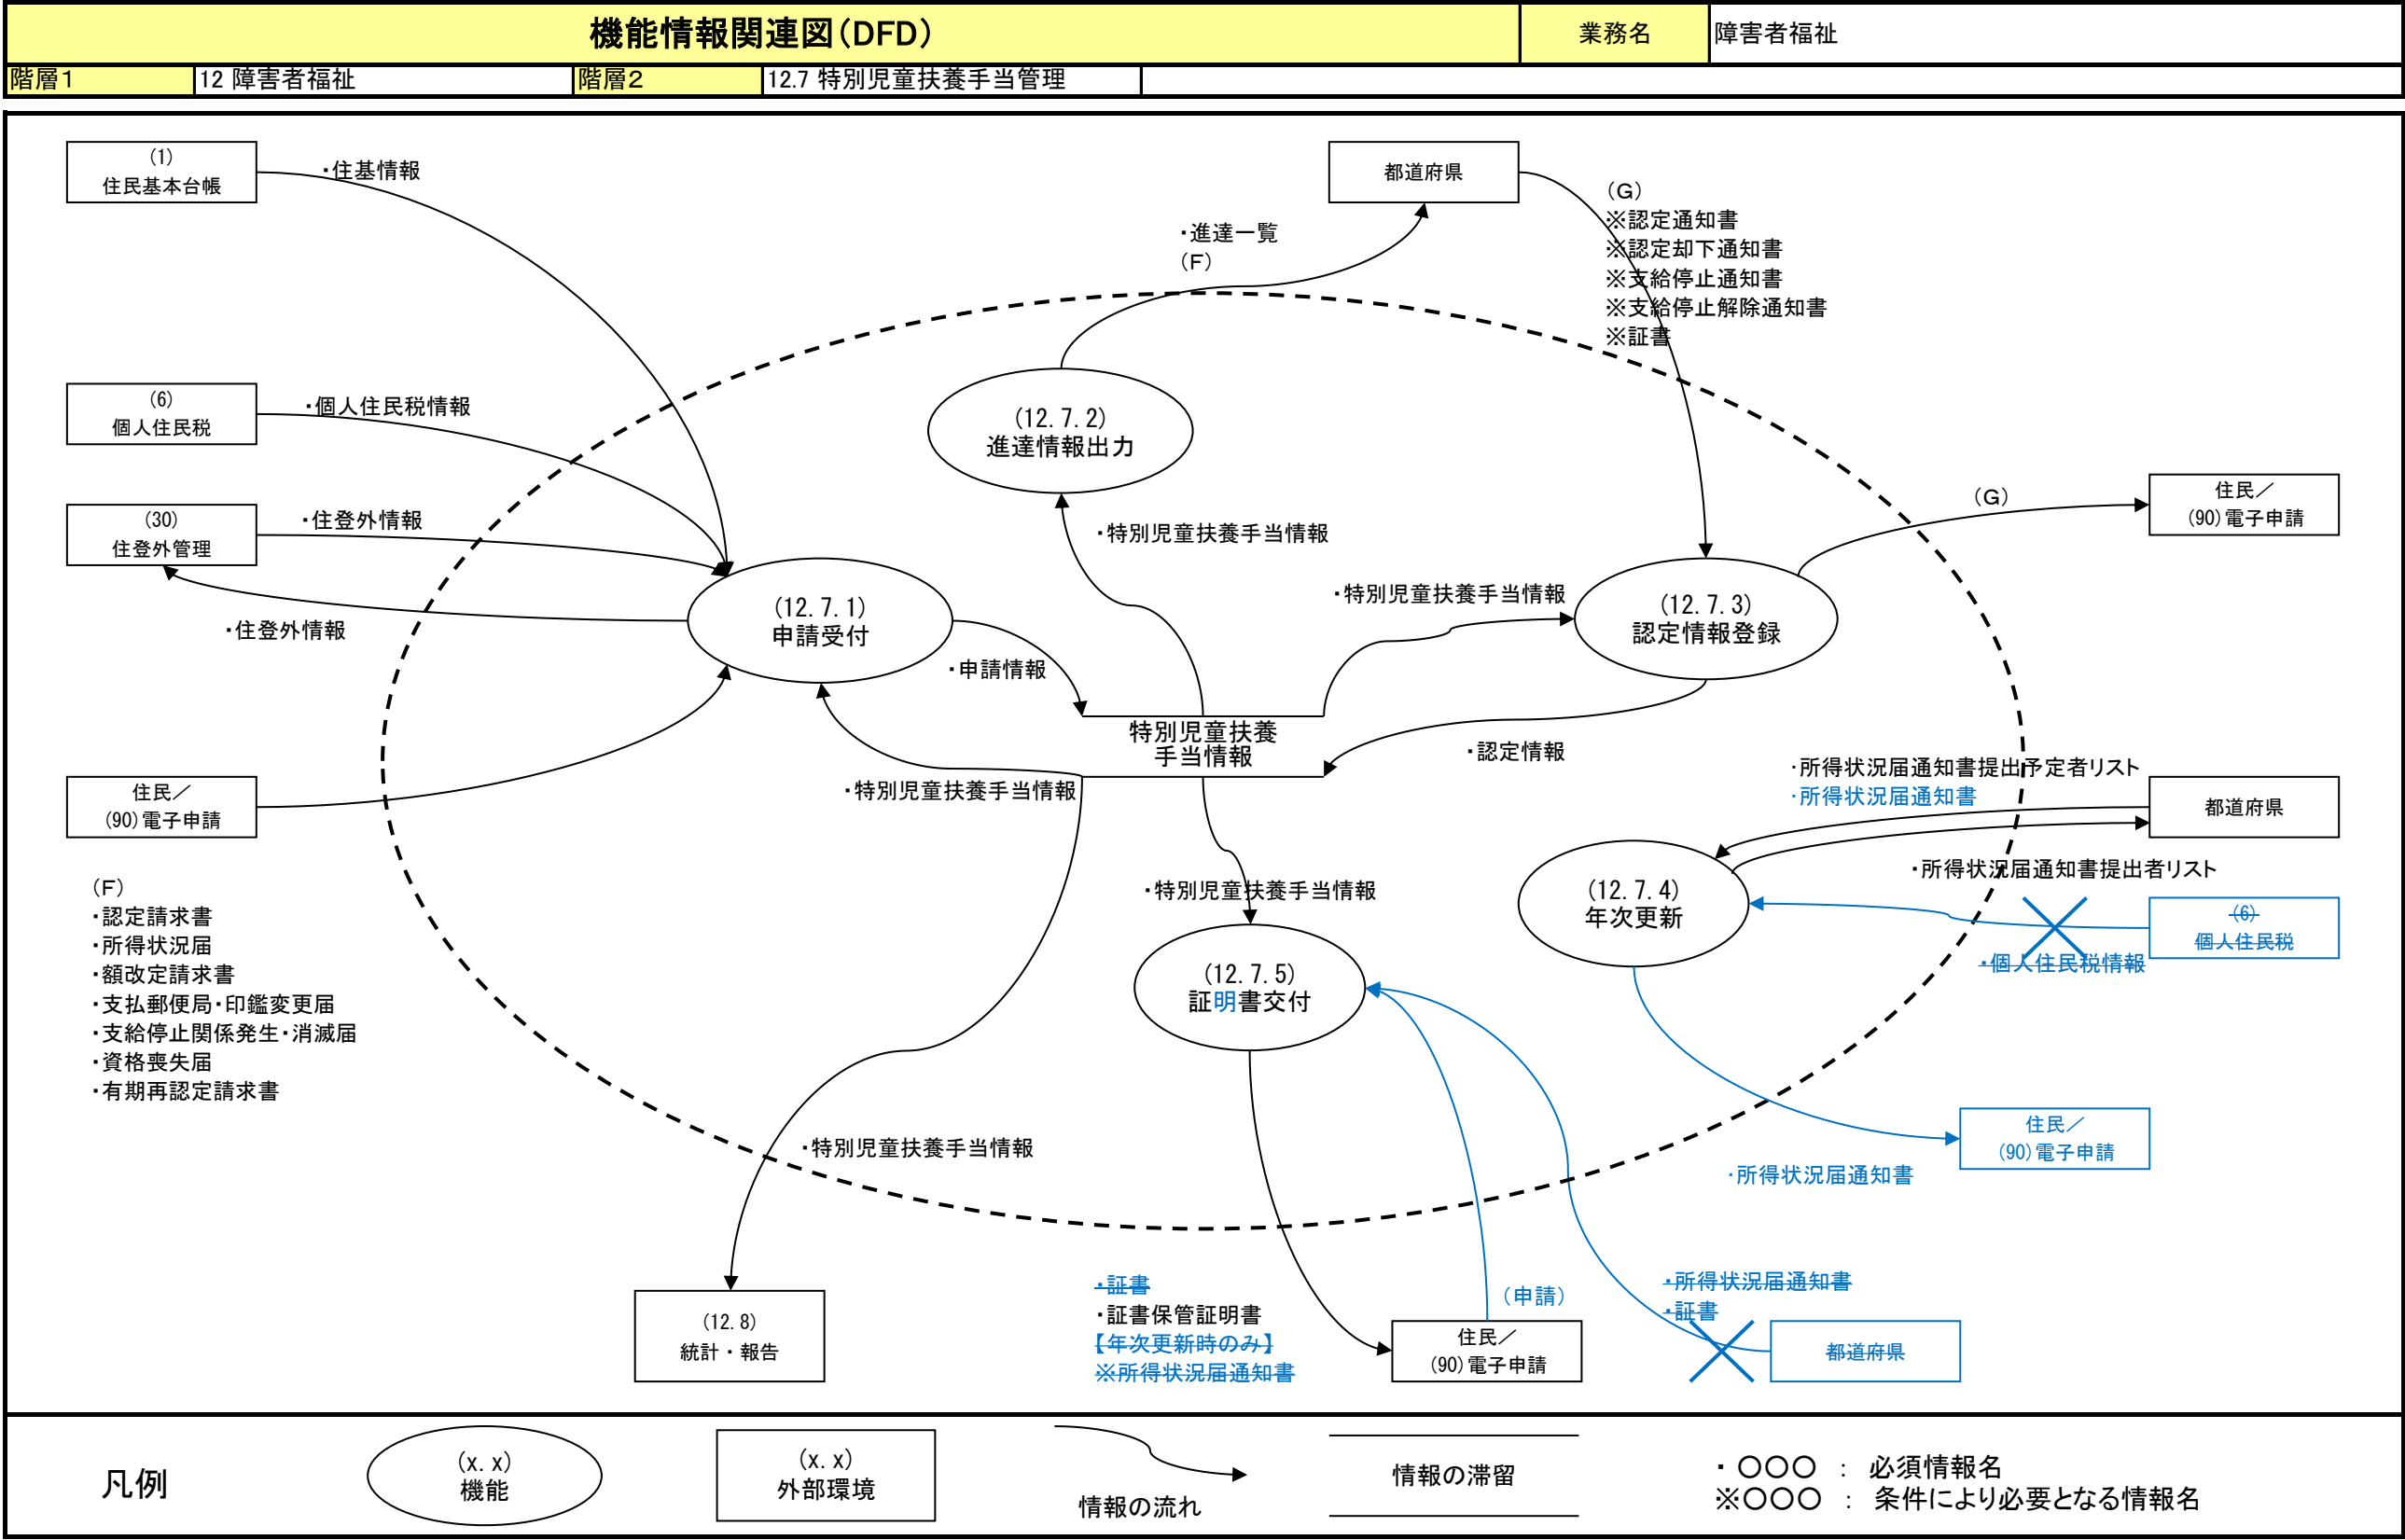 機能情報関連図（DFD）
業務名
障害者福祉
階層１
12 障害者福祉
階層２
12.7 特別児童扶養手当管理
(1)
住民基本台帳
・住基情報
都道府県
（G）
※認定通知書
※認定却下通知書
※支給停止通知書
※支給停止解除通知書
※証書
・進達一覧
（F）
(6)
個人住民税
・個人住民税情報
(12.7.2)
進達情報出力
(30)
住登外管理
・住登外情報
・住登外情報
・特別児童扶養手当情報
（G）
住民／
(90)電子申請
(12.7.1)
申請受付
・特別児童扶養手当情報
(12.7.3)
認定情報登録
・申請情報
特別児童扶養
手当情報
・認定情報
・特別児童扶養手当情報
住民／
(90)電子申請
・所得状況届通知書提出予定者リスト
・所得状況届通知書
都道府県
・所得状況届通知書提出者リスト
（F）
・認定請求書
・所得状況届
・額改定請求書
・支払郵便局・印鑑変更届
・支給停止関係発生・消滅届
・資格喪失届
・有期再認定請求書
・特別児童扶養手当情報
(12.7.4)
年次更新
(6)
個人住民税
・個人住民税情報
(12.7.5)
証明書交付
住民／
(90)電子申請
・所得状況届通知書
・特別児童扶養手当情報
(12.8)
統計・報告
・証書
・証書保管証明書
【年次更新時のみ】
※所得状況届通知書
（申請）
住民／
(90)電子申請
・所得状況届通知書
・証書
都道府県
凡例
(x.x)
機能
(x.x)
外部環境
情報の流れ
情報の滞留
・ ○○○ ： 必須情報名
※○○○ ： 条件により必要となる情報名